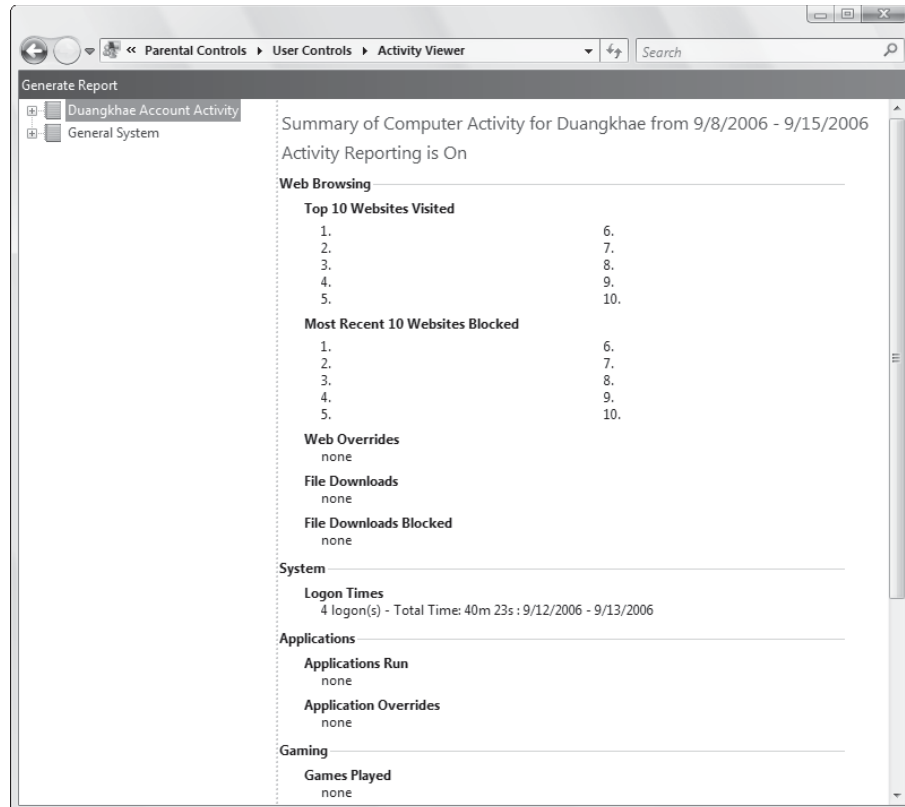 « Parental Controls ▸ User Controls ▸ Activity Viewer
Search
Generate Report
Duangkhae Account Activity
General System
Summary of Computer Activity for Duangkhae from 9/8/2006 - 9/15/2006
Activity Reporting is On
Web Browsing
Top 10 Websites Visited
1. 6.
2. 7.
3. 8.
4. 9.
5. 10.
Most Recent 10 Websites Blocked
1. 6.
2. 7.
3. 8.
4. 9.
5. 10.
Web Overrides
none
File Downloads
none
File Downloads Blocked
none
System
Logon Times
4 logon(s) - Total Time: 40m 23s : 9/12/2006 - 9/13/2006
Applications
Applications Run
none
Application Overrides
none
Gaming
Games Played
none